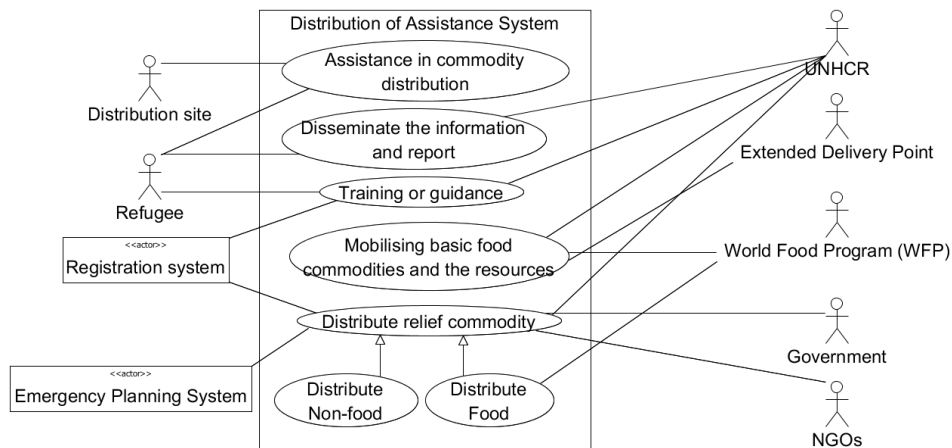 Distribution of Assistance System
Assistance in commodity
distribution
Distribution site
Disseminate the information
and report
Refugee
Training or guidance
<<actor>>
Registration system
Mobilising basic food
commodities and the resources
Distribute relief commodity
<<actor>>
Emergency Planning System
Distribute
Non-food
Distribute
Food
UNHCR
Extended Delivery Point
World Food Program (WFP)
Government
NGOs